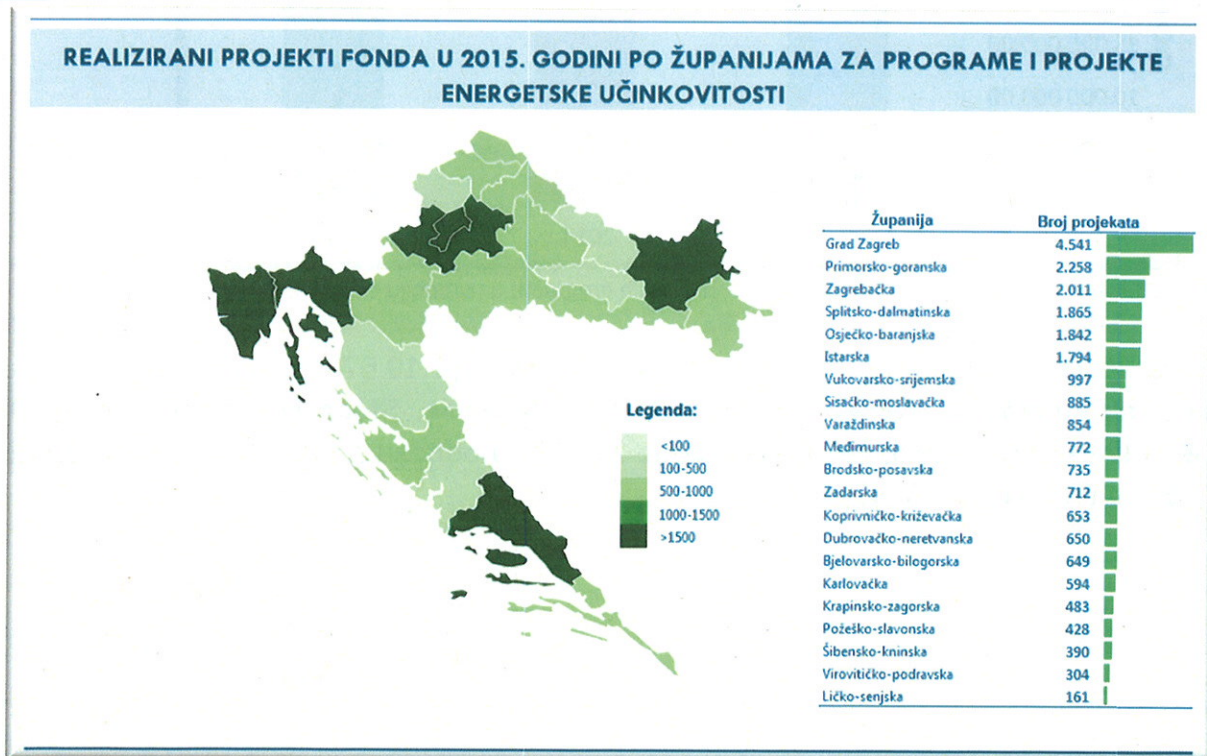 REALIZIRANI PROJEKTI FONDA U 2015. GODINI PO ŽUPANIJAMA ZA PROGRAME I PROJEKTE
ENERGETSKE UČINKOVITOSTI
Legenda:
<100
100-500
500-1000
1000-1500
>1500
Županija Broj projekata
Grad Zagreb 4.541
Primorsko-goranska 2.258
Zagrebačka 2.011
Splitsko-dalmatinska 1.865
Osječko-baranjska 1.842
Istarska 1.794
Vukovarsko-srijemska 997
Sisačko-moslavačka 885
Varaždinska 854
Međimurska 772
Brodsko-posavska 735
Zadarska 712
Koprivničko-križevačka 653
Dubrovačko-neretvanska 650
Bjelovarsko-bilogorska 649
Karlovačka 594
Krapinsko-zagorska 483
Požeško-slavonska 428
Šibensko-kninska 390
Virovitičko-podravska 304
Ličko-senjska 161